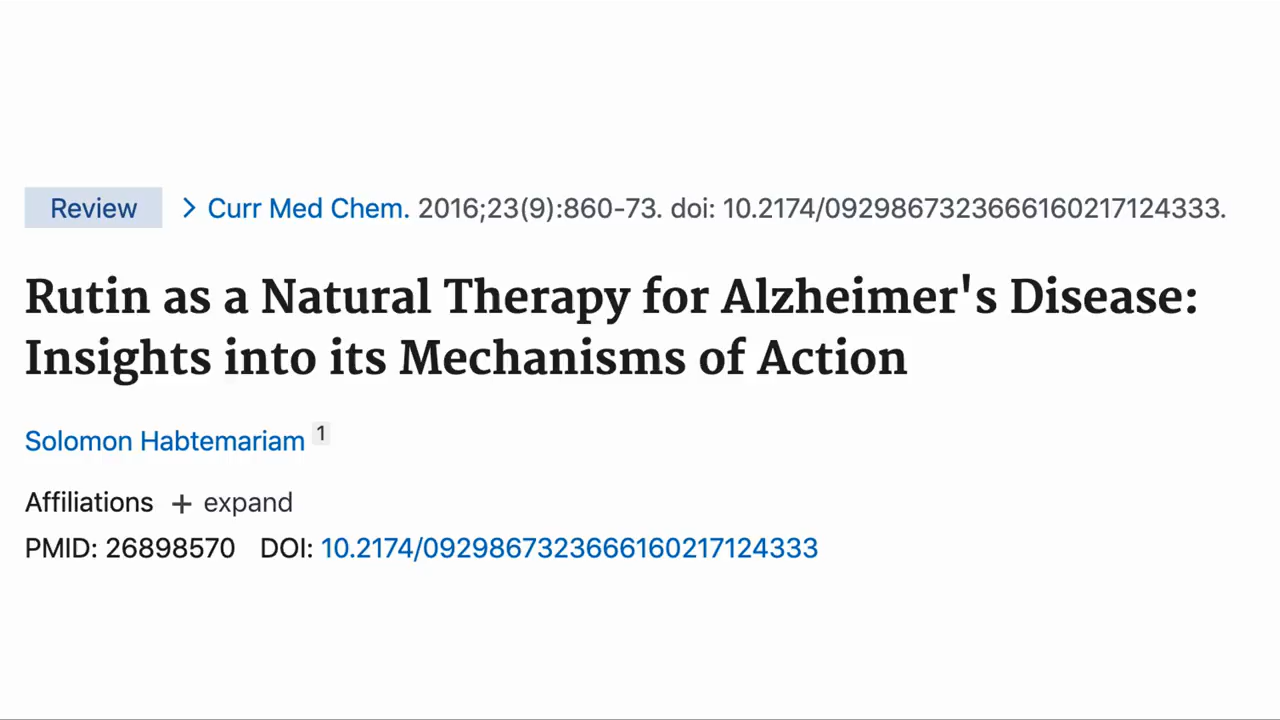 Review > Curr Med Chem. 2016;23(9):860-73. doi: 10.2174/0929867323666160217124333.
Rutin as a Natural Therapy for Alzheimer's Disease:
Insights into its Mechanisms of Action
Solomon Habtemariam 1
Affiliations + expand
PMID: 26898570 DOI: 10.2174/0929867323666160217124333